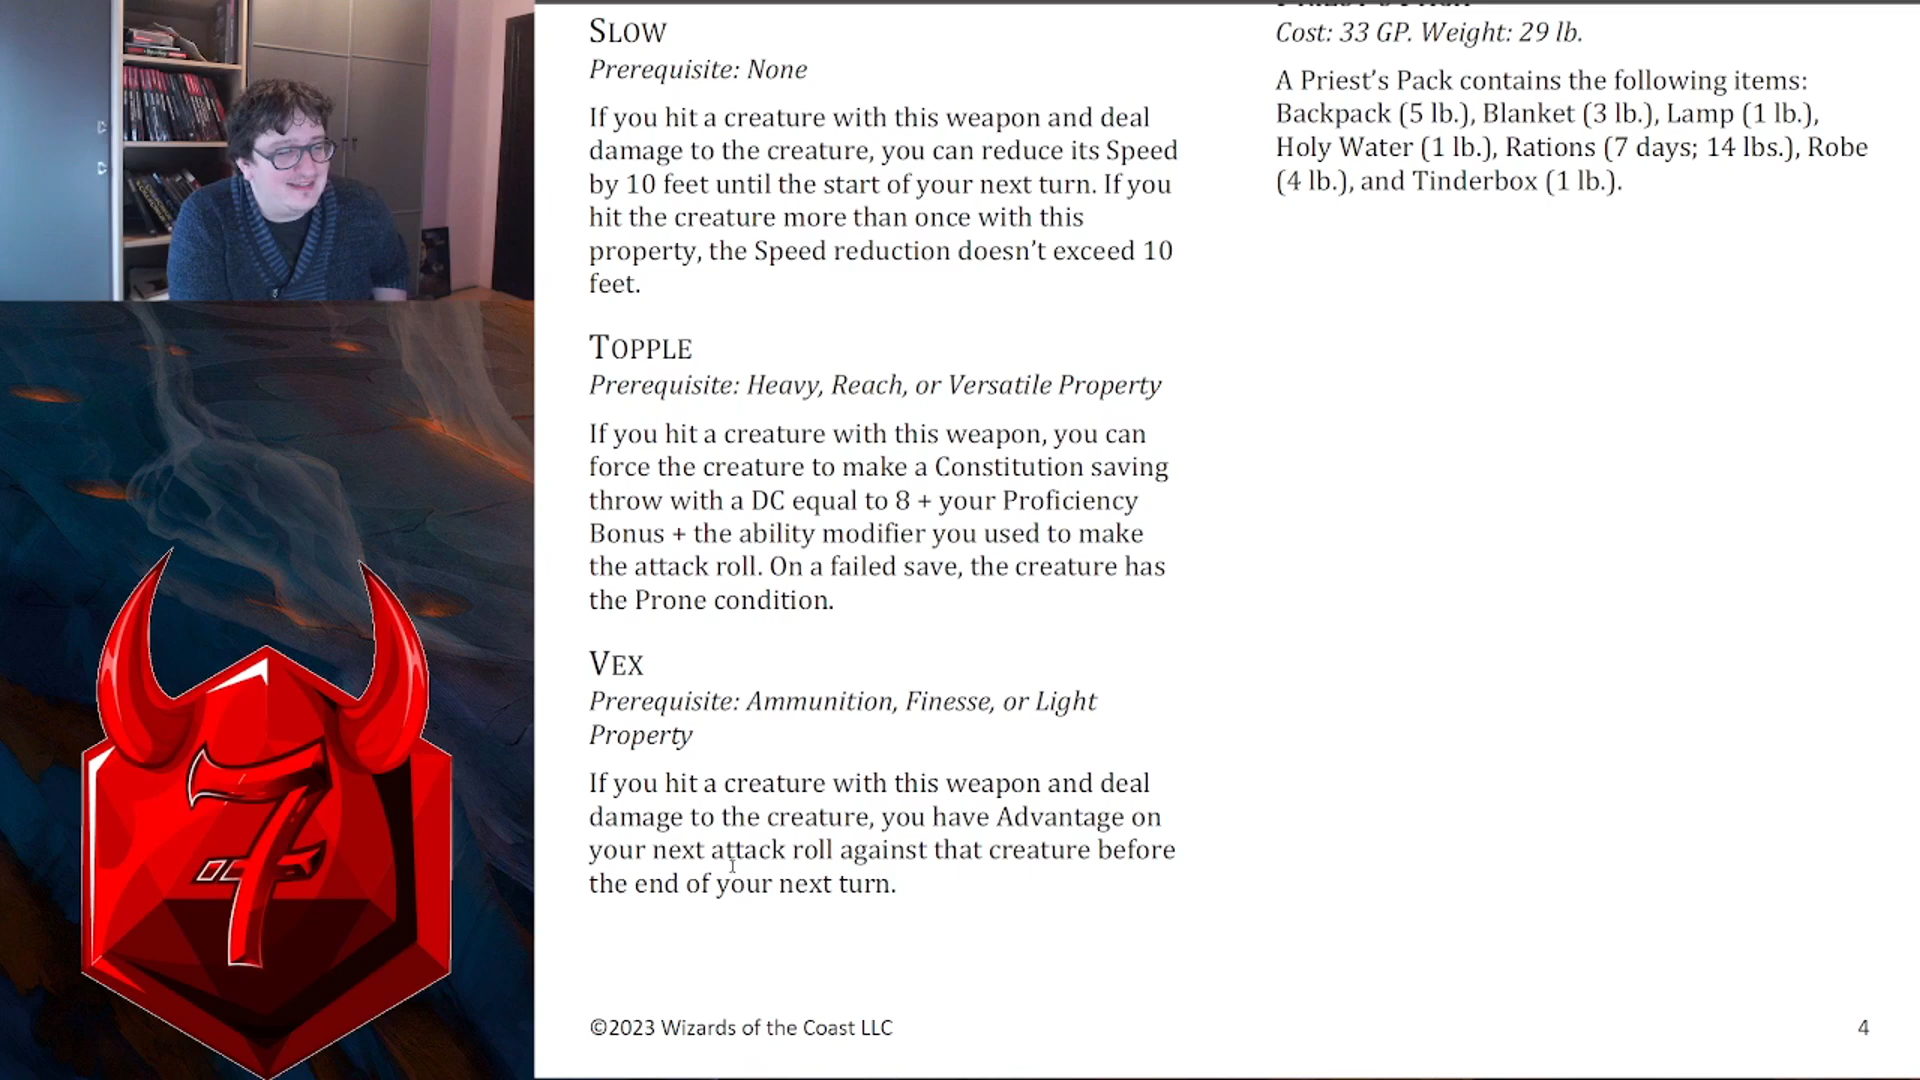 SLOW
Prerequisite: None
If you hit a creature with this weapon and deal
damage to the creature, you can reduce its Speed
by 10 feet until the start of your next turn. If you
hit the creature more than once with this
property, the Speed reduction doesn’t exceed 10
feet.
TOPPLE
Prerequisite: Heavy, Reach, or Versatile Property
If you hit a creature with this weapon, you can
force the creature to make a Constitution saving
throw with a DC equal to 8 + your Proficiency
Bonus + the ability modifier you used to make
the attack roll. On a failed save, the creature has
the Prone condition.
VEX
Prerequisite: Ammunition, Finesse, or Light
Property
If you hit a creature with this weapon and deal
damage to the creature, you have Advantage on
your next attack roll against that creature before
the end of your next turn.
Cost: 33 GP. Weight: 29 lb.
A Priest’s Pack contains the following items:
Backpack (5 lb.), Blanket (3 lb.), Lamp (1 lb.),
Holy Water (1 lb.), Rations (7 days; 14 lbs.), Robe
(4 lb.), and Tinderbox (1 lb.).
7
©2023 Wizards of the Coast LLC
4